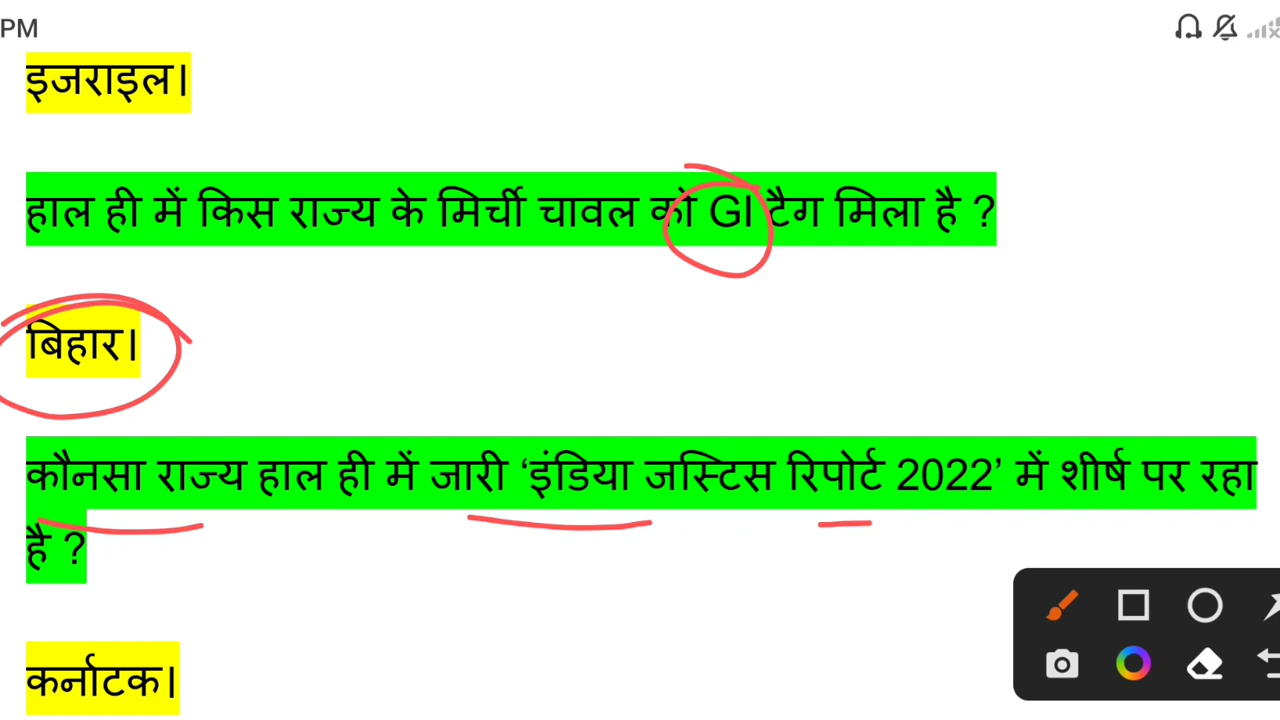 PM
इजराइल।
हाल ही में किस राज्य के मिर्ची चावल को GI टैग मिला है ?
बिहार।
कौनसा राज्य हाल ही में जारी ‘इंडिया जस्टिस रिपोर्ट 2022’ में शीर्ष पर रहा
है ?
कर्नाटक।